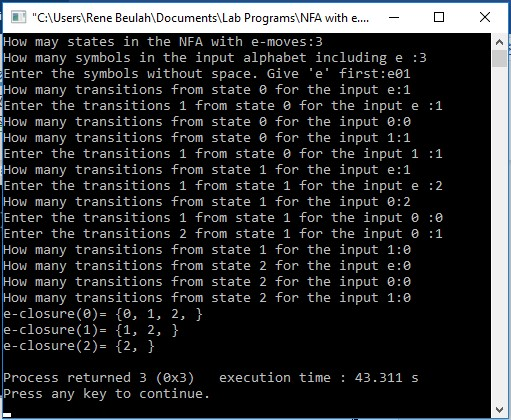 "C:\Users\Rene Beulah\Documents\Lab Programs\NFA with e....
How may states in the NFA with e-moves:3
How many symbols in the input alphabet including e :3
Enter the symbols without space. Give 'e' first:e01
How many transitions from state 0 for the input e:1
Enter the transitions 1 from state 0 for the input e :1
How many transitions from state 0 for the input 0:0
How many transitions from state 0 for the input 1:1
Enter the transitions 1 from state 0 for the input 1 :1
How many transitions from state 1 for the input e:1
Enter the transitions 1 from state 1 for the input e :2
How many transitions from state 1 for the input 0:2
Enter the transitions 1 from state 1 for the input 0 :0
Enter the transitions 2 from state 1 for the input 0 :1
How many transitions from state 1 for the input 1:0
How many transitions from state 2 for the input e:0
How many transitions from state 2 for the input 0:0
How many transitions from state 2 for the input 1:0
e-closure(0)= {0, 1, 2, }
e-closure(1)= {1, 2, }
e-closure(2)= {2, }
Process returned 3 (0x3)   execution time : 43.311 s
Press any key to continue.